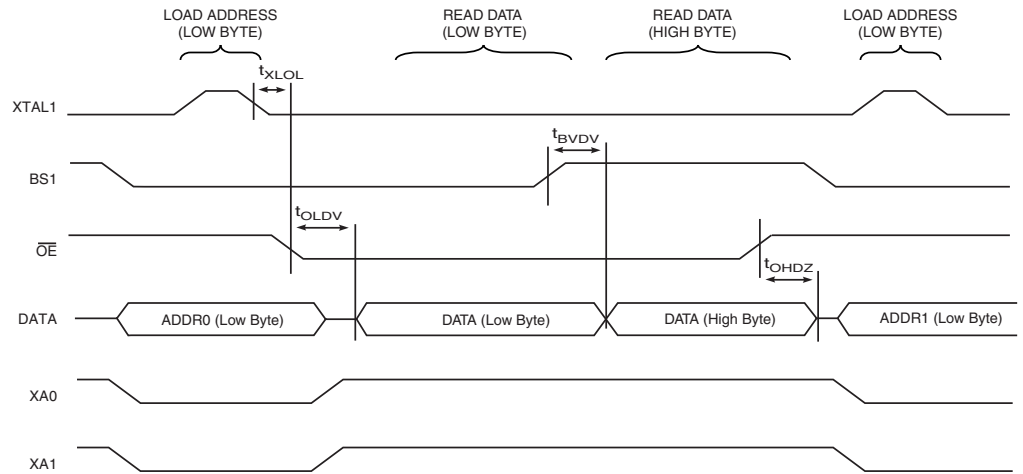 LOAD ADDRESS
(LOW BYTE)
READ DATA
(LOW BYTE)
READ DATA
(HIGH BYTE)
LOAD ADDRESS
(LOW BYTE)
tXLOL
XTAL1
tBVDV
BS1
tOLDV
OE
tOHDZ
DATA
ADDR0 (Low Byte)
DATA (Low Byte)
DATA (High Byte)
ADDR1 (Low Byte)
XA0
XA1